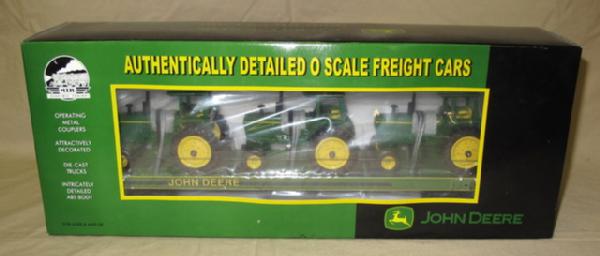 AUTHENTICALLY DETAILED O SCALE FREIGHT CARS
OPERATING
METAL
COUPLERS
ATTRACTIVELY
DECORATED
DIE-CAST
TRUCKS
INTRICATELY
DETAILED
ABS BODY
JOHN DEERE
JOHN DEERE